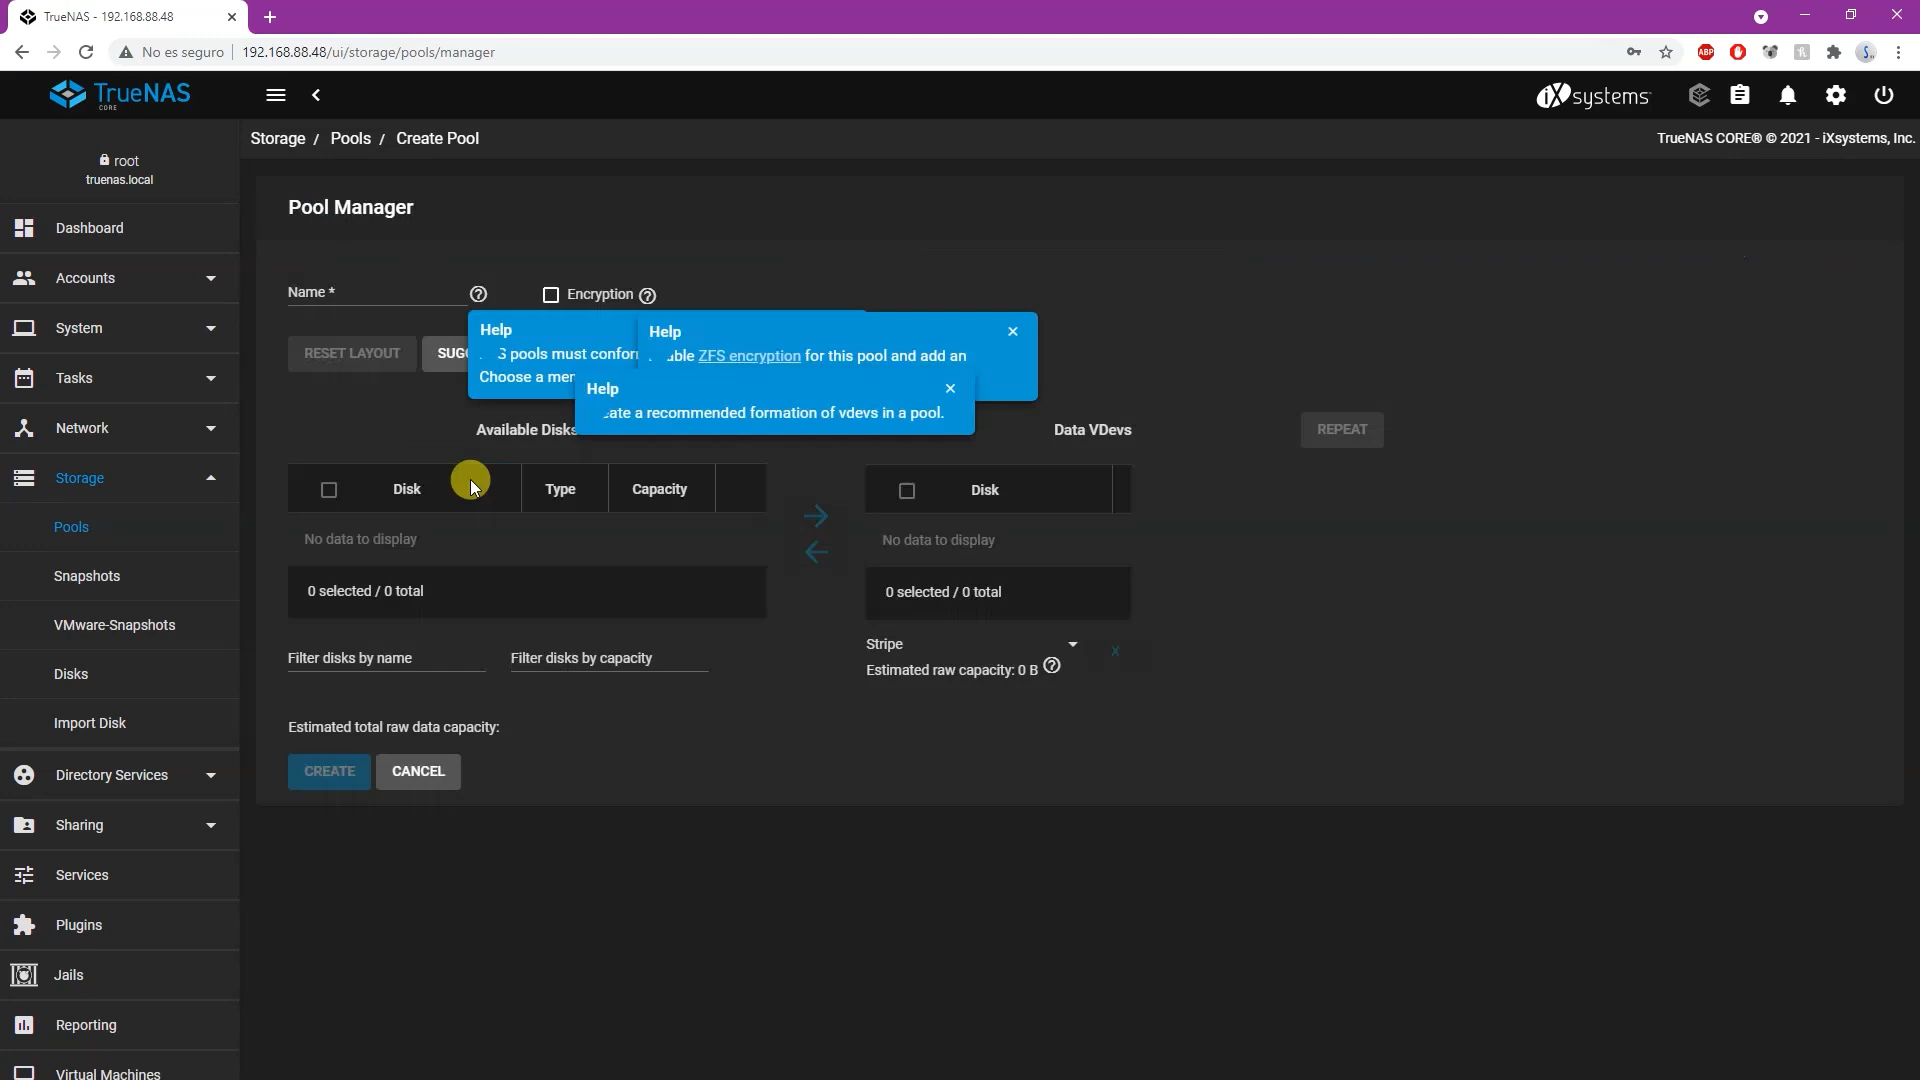 TrueNAS - 192.168.88.48
No es seguro
192.168.88.48/ui/storage/pools/manager
ABP
TrueNAS
CORE
iXsystems
Storage / Pools / Create Pool
TrueNAS CORE® © 2021 - iXsystems, Inc.
root
truenas.local
Dashboard
Accounts
System
Tasks
Network
Storage
Pools
Snapshots
VMware-Snapshots
Disks
Import Disk
Directory Services
Sharing
Services
Plugins
Jails
Reporting
Virtual Machines
Pool Manager
Name *
Encryption
RESET LAYOUT
Help
pools must
Choose a
Help
ZFS encryption for this pool and add an
Help
a recommended formation of vdevs in a pool.
Available Disks
Data VDevs
REPEAT
Disk Type Capacity
No data to display
0 selected / 0 total
Filter disks by name
Filter disks by capacity
Disk
No data to display
0 selected / 0 total
Stripe
X
Estimated raw capacity: 0 B
Estimated total raw data capacity:
CREATE
CANCEL